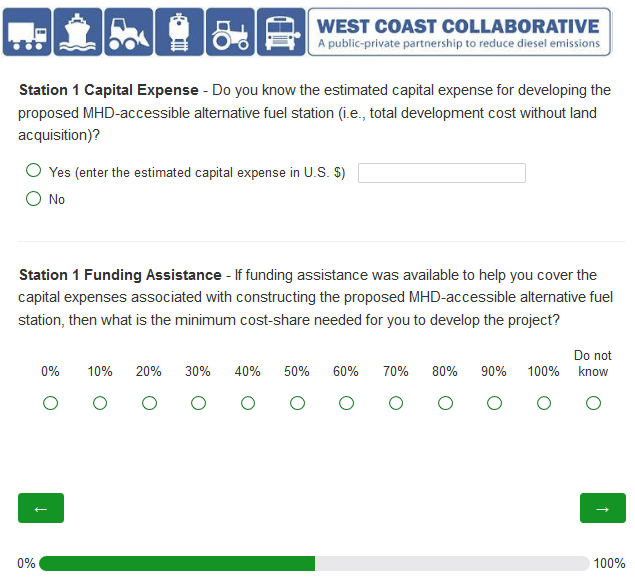 WEST COAST COLLABORATIVE
A public-private partnership to reduce diesel emissions
Station 1 Capital Expense - Do you know the estimated capital expense for developing the
proposed MHD-accessible alternative fuel station (i.e., total development cost without land
acquisition)?
Yes (enter the estimated capital expense in U.S. $)
No
Station 1 Funding Assistance - If funding assistance was available to help you cover the
capital expenses associated with constructing the proposed MHD-accessible alternative fuel
station, then what is the minimum cost-share needed for you to develop the project?
0% 10% 20% 30% 40% 50% 60% 70% 80% 90% 100% Do not
know
← →
0% 100%